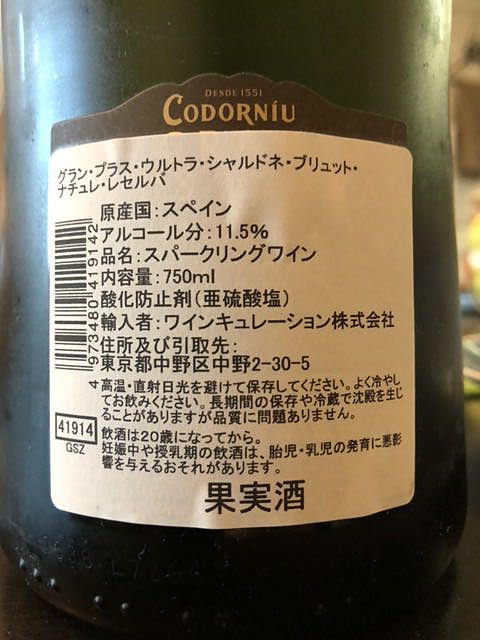 DESDE 1551
CODORNÍU
グラン・プラス・ウルトラ・シャルドネ・ブリュット・
ナチュレ・レセルバ
原産国：スペイン
アルコール分：11.5％
品名：スパークリングワイン
内容量：750ml
酸化防止剤（亜硫酸塩）
輸入者：ワインキュレーション株式会社
住所及び引取先：
東京都中野区中野2-30-5
4 973480 419142
高温・直射日光を避けて保存してください。よく冷やし
てお飲みください。長期間の保存や冷蔵で沈殿を生じ
ることがありますが品質に問題ありません。
41914
GSZ
飲酒は20歳になってから。
妊娠中や授乳期の飲酒は、胎児・乳児の発育に悪影
響を与えるおそれがあります。
果実酒